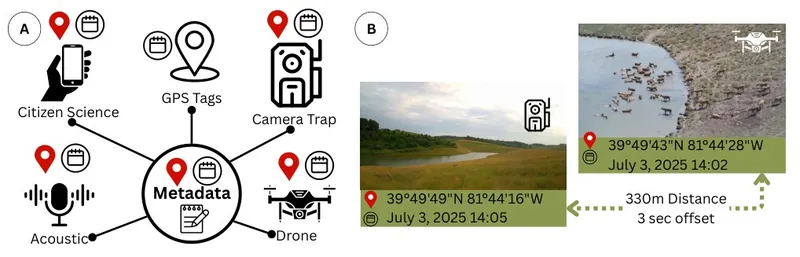 A
Citizen Science
GPS Tags
Camera Trap
Metadata
Acoustic
Drone
B
39°49'43"N 81°44'28"W
July 3, 2025 14:02
39°49'49"N 81°44'16"W
July 3, 2025 14:05
330m Distance
3 sec offset